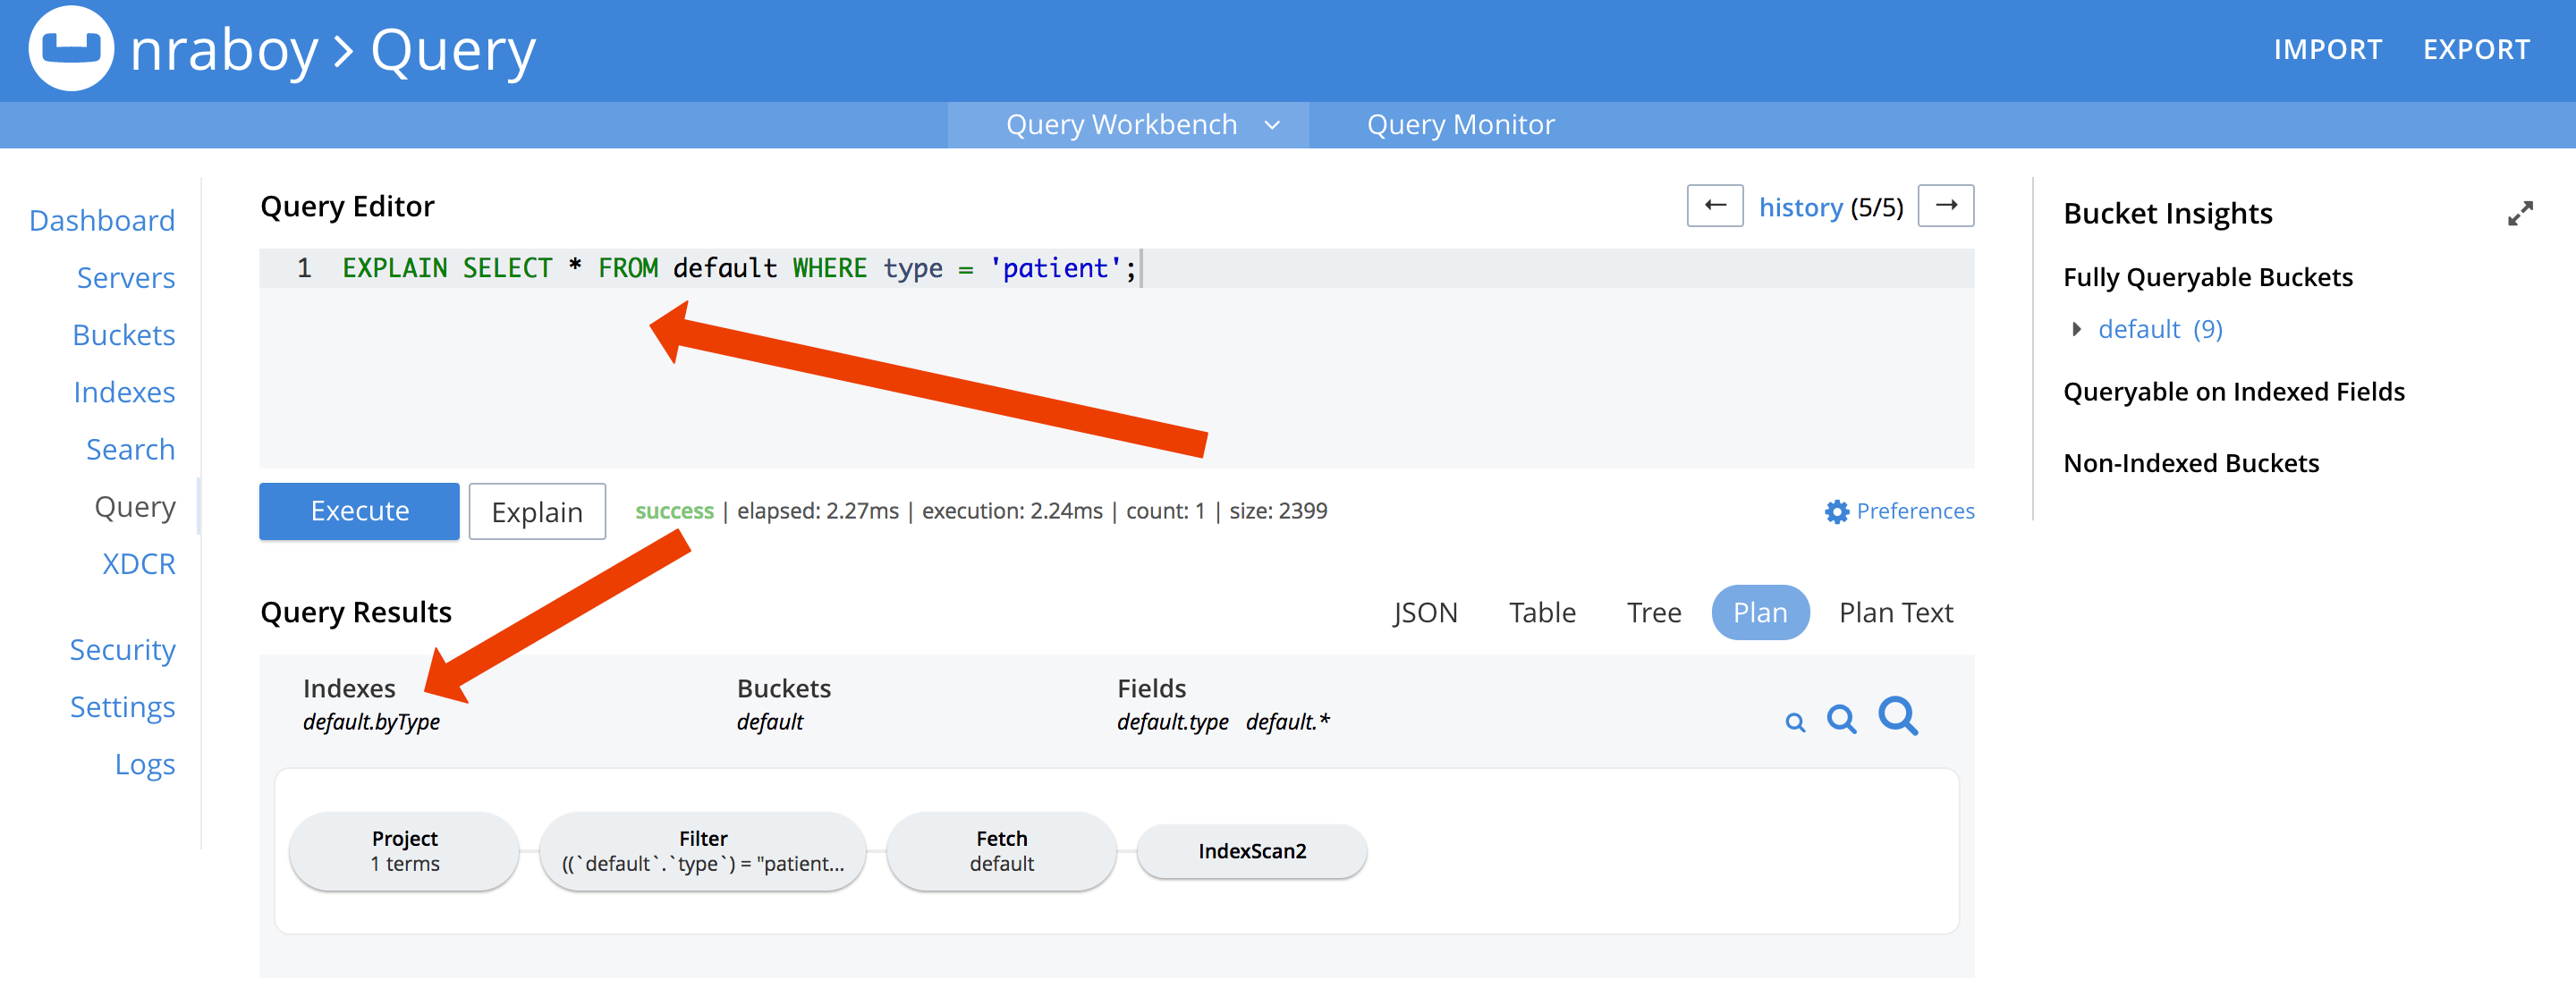 nraboy > Query
IMPORT EXPORT
Query Workbench Query Monitor
Dashboard
Servers
Buckets
Indexes
Search
Query
XDCR
Security
Settings
Logs
Query Editor
← history (5/5) →
1 EXPLAIN SELECT * FROM default WHERE type = 'patient';
Execute Explain success | elapsed: 2.27ms | execution: 2.24ms | count: 1 | size: 2399
Preferences
Query Results
JSON Table Tree Plan Plan Text
Indexes Buckets Fields
default.byType default default.type default.*
Project Filter Fetch IndexScan2
1 terms ((`default`.`type`) = "patient... default
Bucket Insights
Fully Queryable Buckets
default (9)
Queryable on Indexed Fields
Non-Indexed Buckets